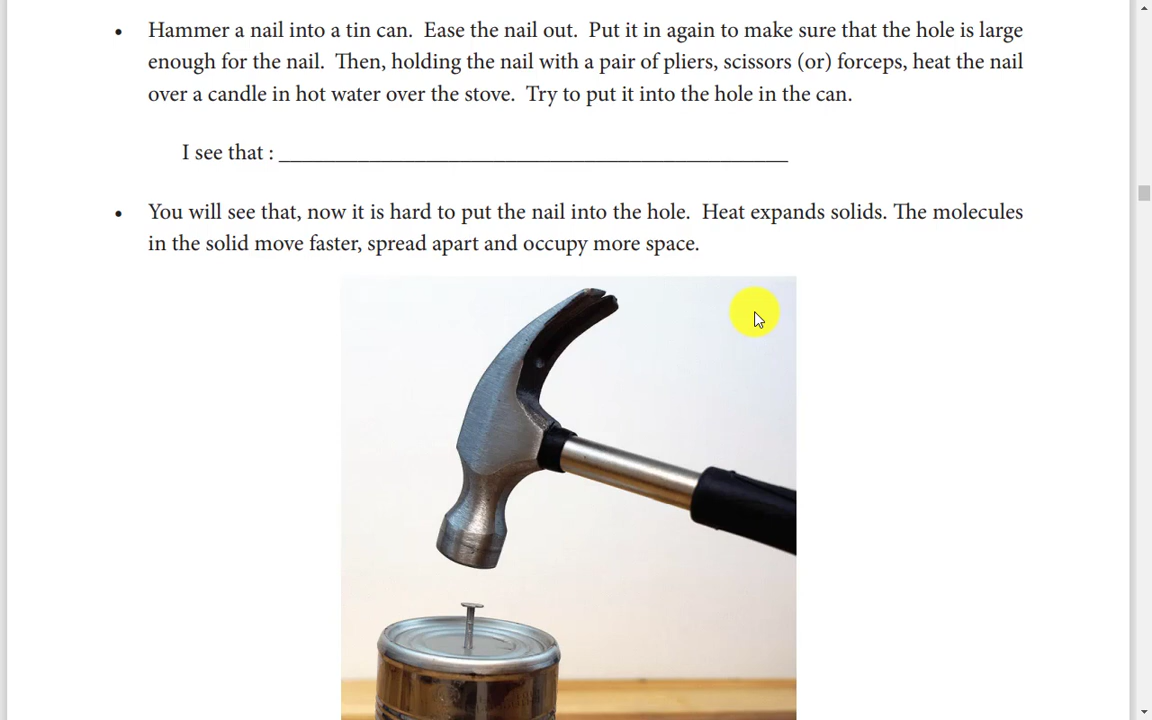 • Hammer a nail into a tin can. Ease the nail out. Put it in again to make sure that the hole is large
enough for the nail. Then, holding the nail with a pair of pliers, scissors (or) forceps, heat the nail
over a candle in hot water over the stove. Try to put it into the hole in the can.
I see that : ______________________________________________
• You will see that, now it is hard to put the nail into the hole. Heat expands solids. The molecules
in the solid move faster, spread apart and occupy more space.